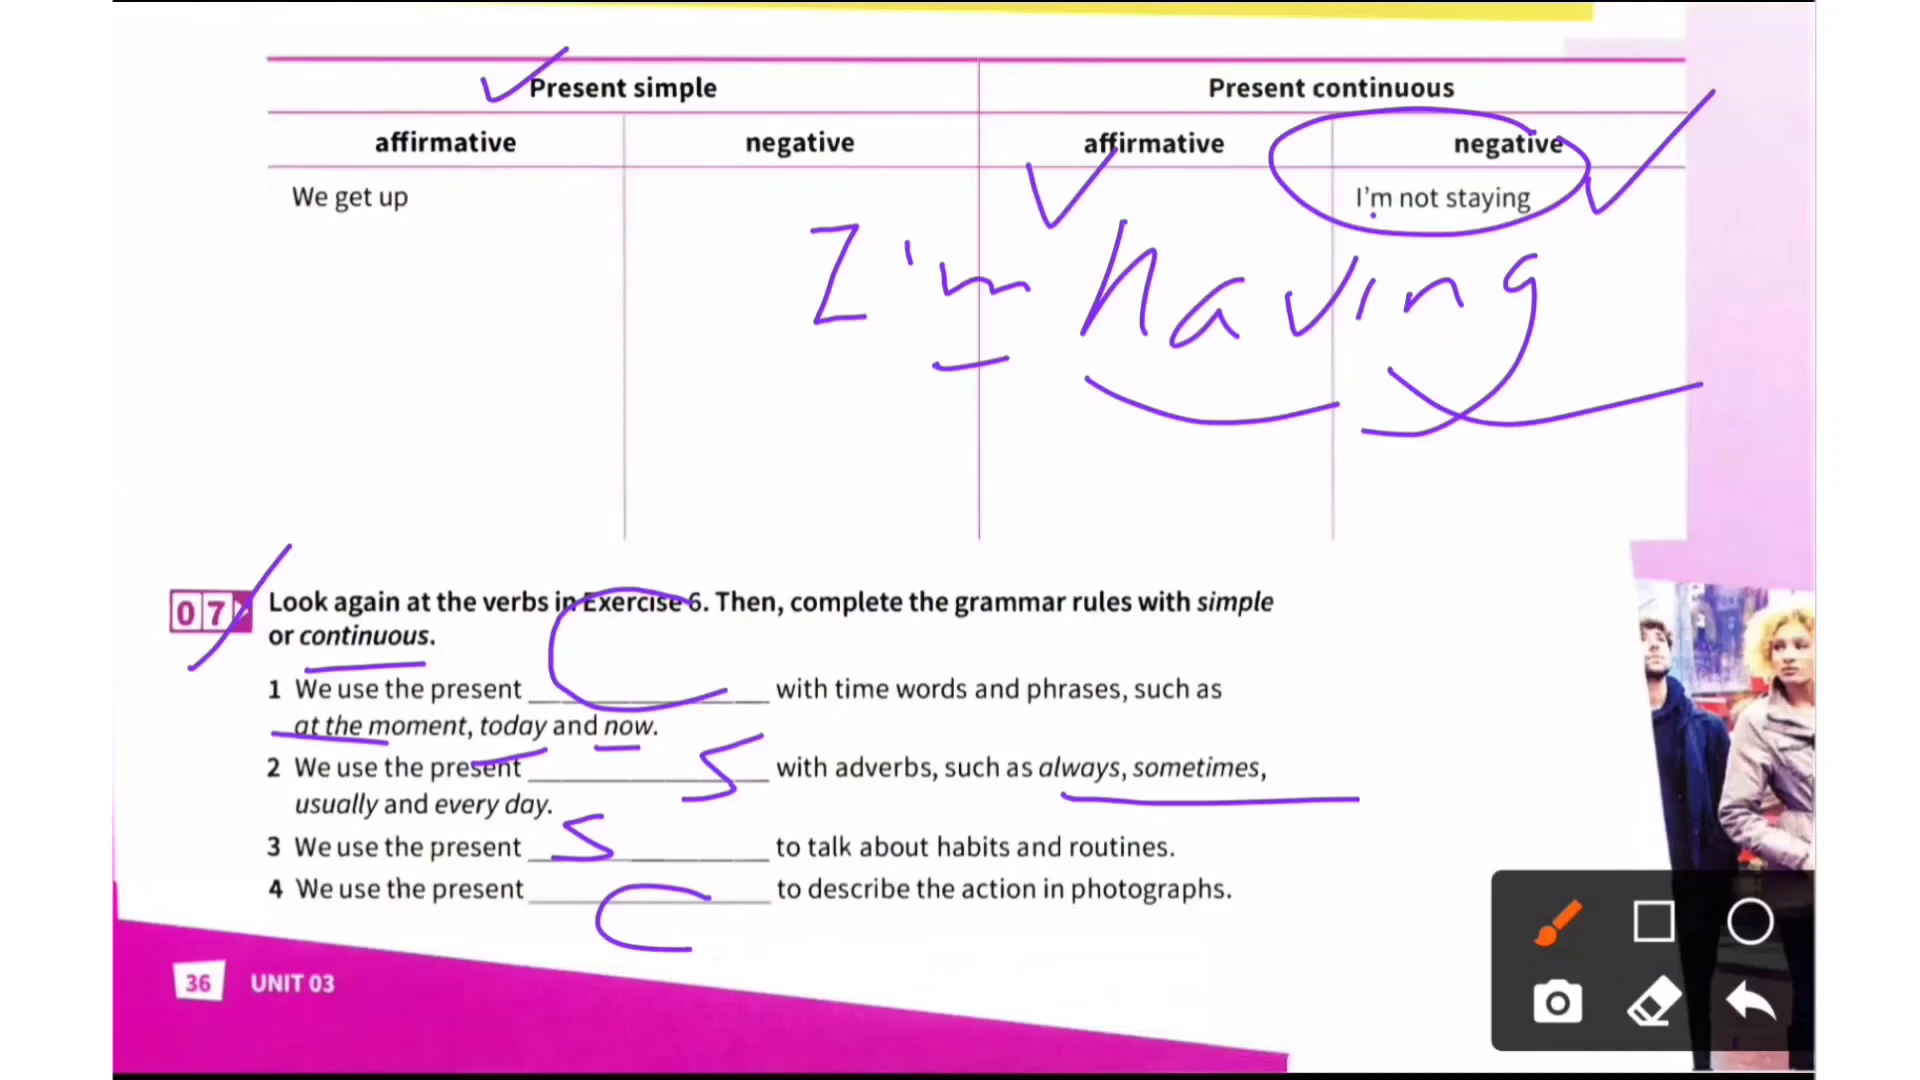 Present simple Present continuous
affirmative negative affirmative negative
We get up I'm not staying
I'm having
07 Look again at the verbs in Exercise 6. Then, complete the grammar rules with simple
or continuous.
1 We use the present C with time words and phrases, such as
at the moment, today and now.
2 We use the present S with adverbs, such as always, sometimes,
usually and every day.
3 We use the present S to talk about habits and routines.
4 We use the present C to describe the action in photographs.
36 UNIT 03